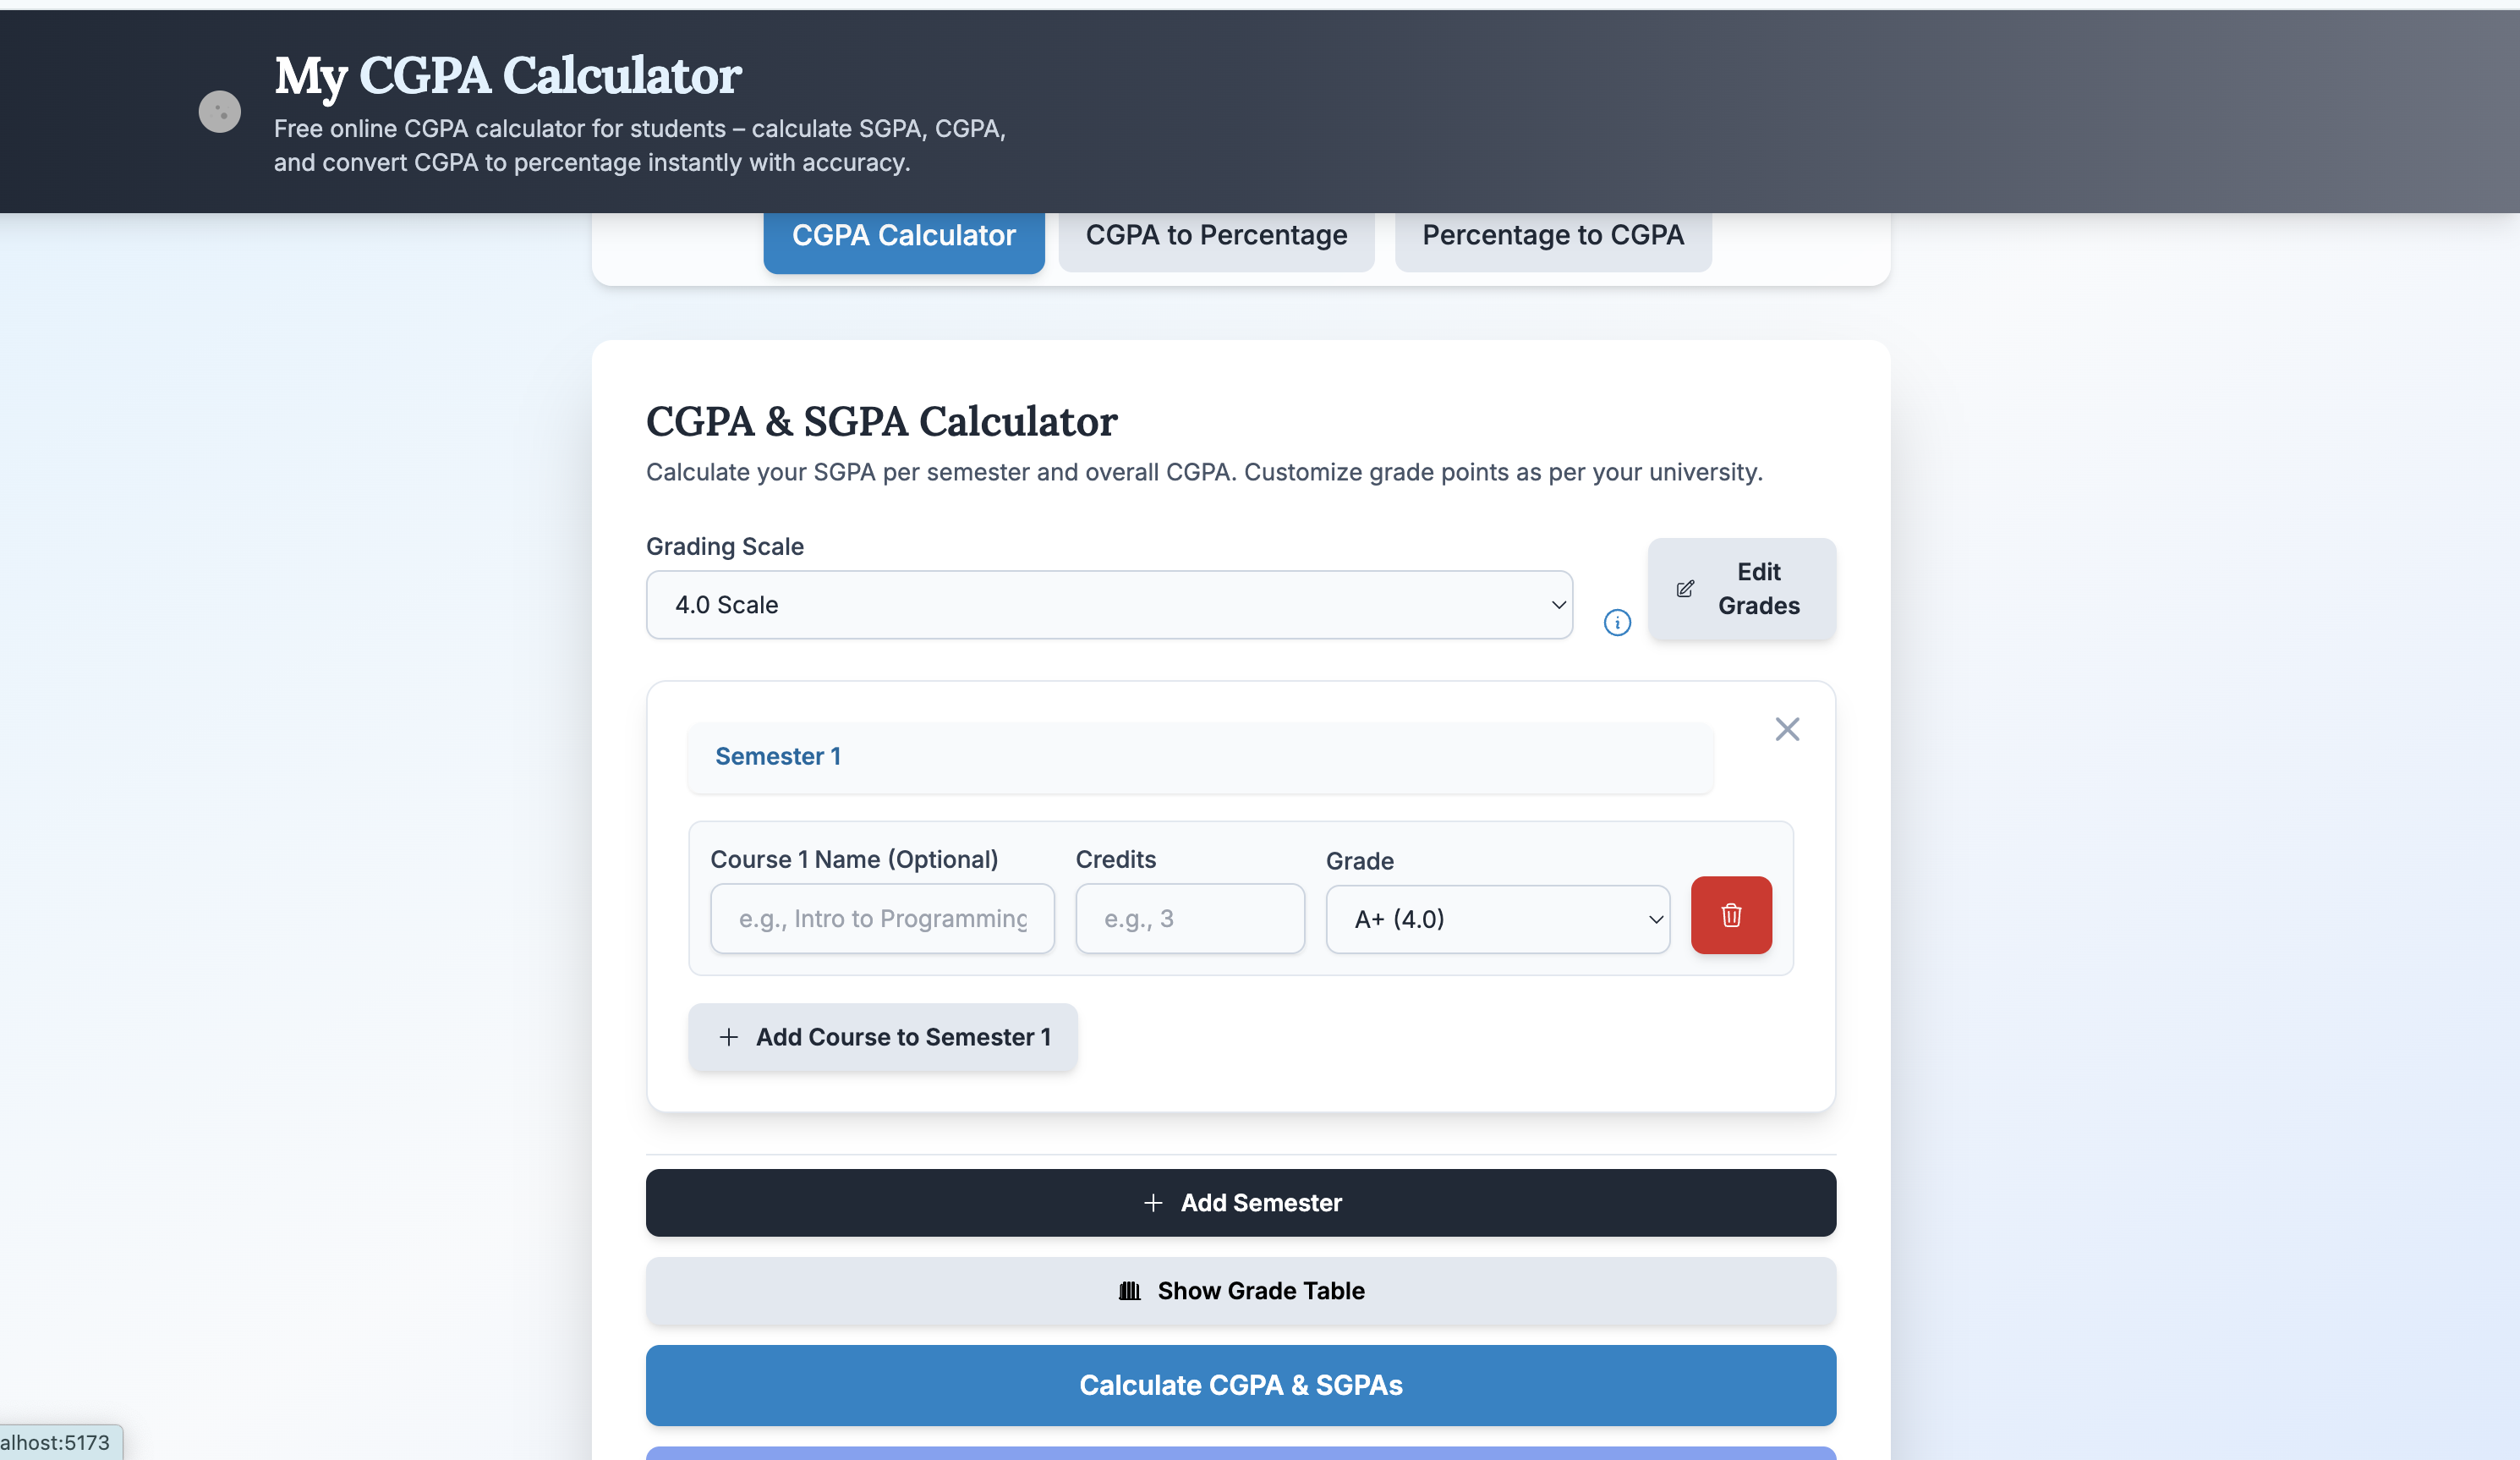 My CGPA Calculator
Free online CGPA calculator for students – calculate SGPA, CGPA,
and convert CGPA to percentage instantly with accuracy.
CGPA Calculator
CGPA to Percentage
Percentage to CGPA
CGPA & SGPA Calculator
Calculate your SGPA per semester and overall CGPA. Customize grade points as per your university.
Grading Scale
4.0 Scale
Edit
Grades
Semester 1
Course 1 Name (Optional)
Credits
Grade
e.g., Intro to Programming
e.g., 3
A+ (4.0)
Add Course to Semester 1
Add Semester
Show Grade Table
Calculate CGPA & SGPAs
alhost:5173